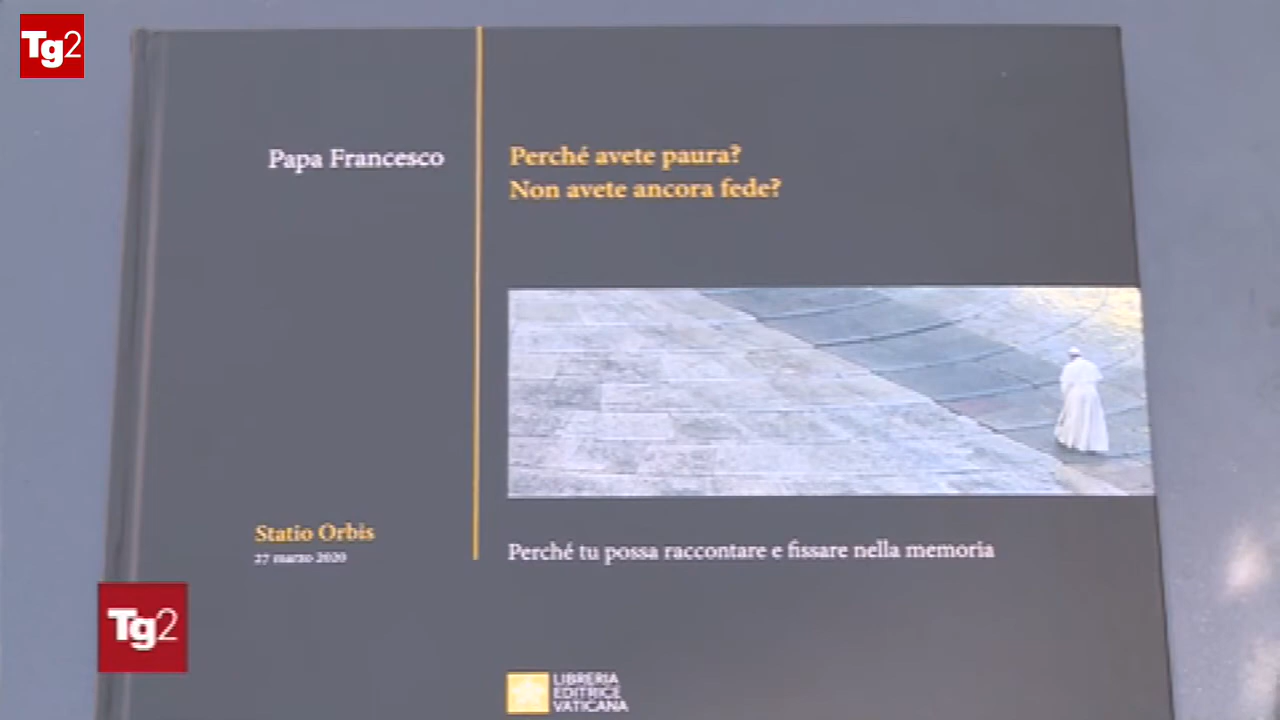 Tg2
Papa Francesco
Perché avete paura?
Non avete ancora fede?
Statio Orbis
27 marzo 2020
Perché tu possa raccontare e fissare nella memoria
Tg2
LIBRERIA
EDITRICE
VATICANA